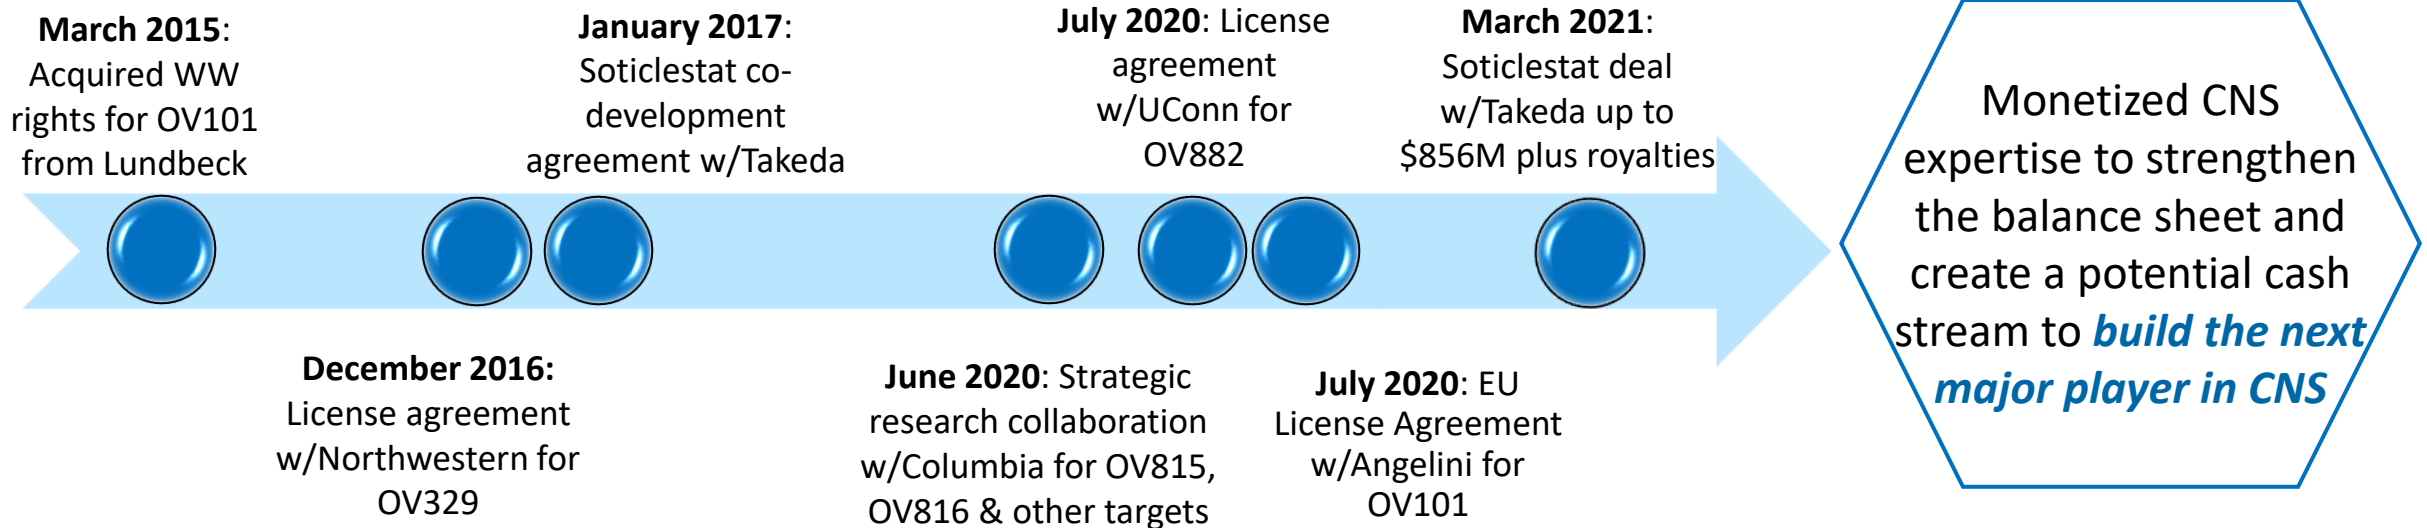 March 2015:
Acquired WW
rights for OV101
from Lundbeck
December 2016:
License agreement
w/Northwestern for
OV329
January 2017:
Soticlestat co-
development
agreement w/Takeda
June 2020: Strategic
research collaboration
w/Columbia for OV815,
OV816 & other targets
July 2020: License
agreement
w/UConn for
OV882
July 2020: EU
License Agreement
w/Angelini for
OV101
March 2021:
Soticlestat deal
w/Takeda up to
$856M plus royalties
Monetized CNS
expertise to strengthen
the balance sheet and
create a potential cash
stream to build the next
major player in CNS